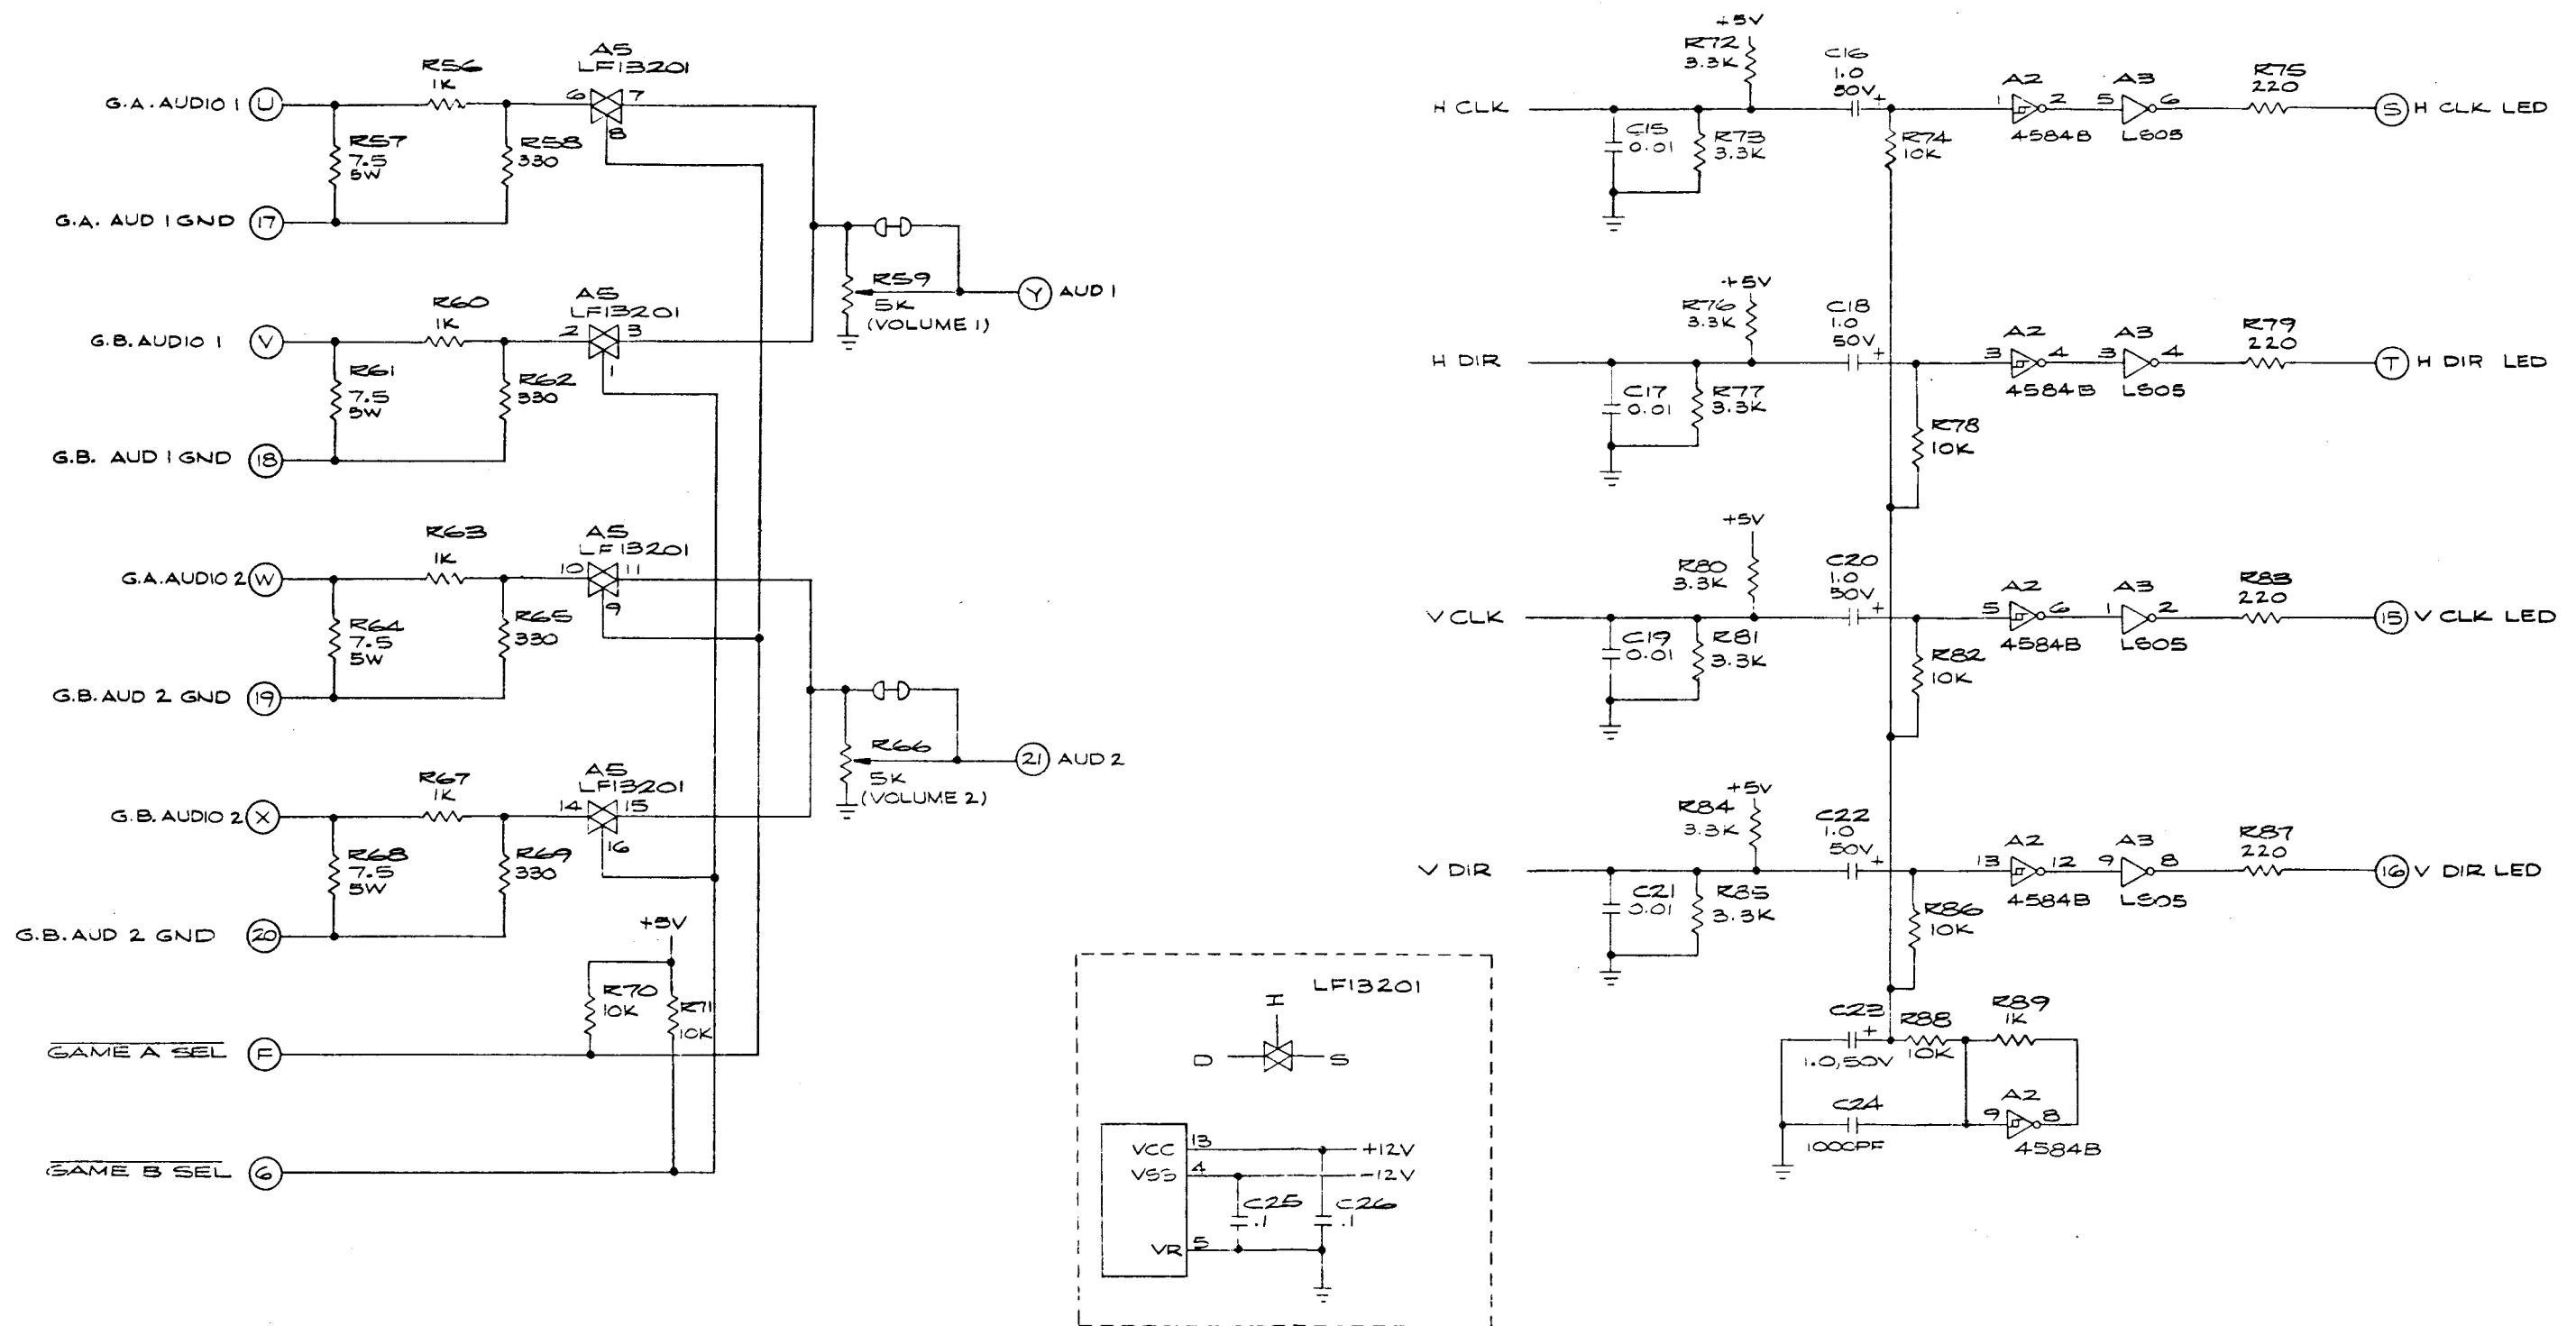 G.A. AUDIO 1 U
R56
1K
A5
LF13201
6 7
8
R57
7.5
5W
R58
330
G.A. AUD 1 GND 17
G.B. AUDIO 1 V
R60
1K
A5
LF13201
2 3
1
R61
7.5
5W
R62
330
G.B. AUD 1 GND 18
R59
5K
(VOLUME 1)
Y AUD 1
G.A. AUDIO 2 W
R63
1K
A5
LF13201
10 11
9
R64
7.5
5W
R65
330
G.B. AUD 2 GND 19
G.B. AUDIO 2 X
R67
1K
A5
LF13201
14 15
16
R68
7.5
5W
R69
330
G.B. AUD 2 GND 20
R66
5K
(VOLUME 2)
21 AUD 2
+5V
R70
10K
R71
10K
GAME A SEL F
GAME B SEL 6
LF13201
I
D S
VCC 13 +12V
VSS 4 -12V
C25
.1
C26
.1
VR 5
H CLK
+5V
R72
3.3K
C15
0.01
R73
3.3K
C16
1.0
50V
+
R74
10K
A2
1 2
4584B
A3
5 6
LS05
R75
220
S H CLK LED
H DIR
+5V
R76
3.3K
C17
0.01
R77
3.3K
C18
1.0
50V
+
R78
10K
A2
3 4
4584B
A3
3 4
LS05
R79
220
T H DIR LED
V CLK
+5V
R80
3.3K
C19
0.01
R81
3.3K
C20
1.0
50V
+
R82
10K
A2
5 6
4584B
A3
1 2
LS05
R83
220
15 V CLK LED
V DIR
+5V
R84
3.3K
C21
0.01
R85
3.3K
C22
1.0
50V
+
R86
10K
A2
13 12
4584B
A3
9 8
LS05
R87
220
16 V DIR LED
C23
+
1.0,50V
R88
10K
R89
1K
C24
100CPF
A2
9 8
4584B